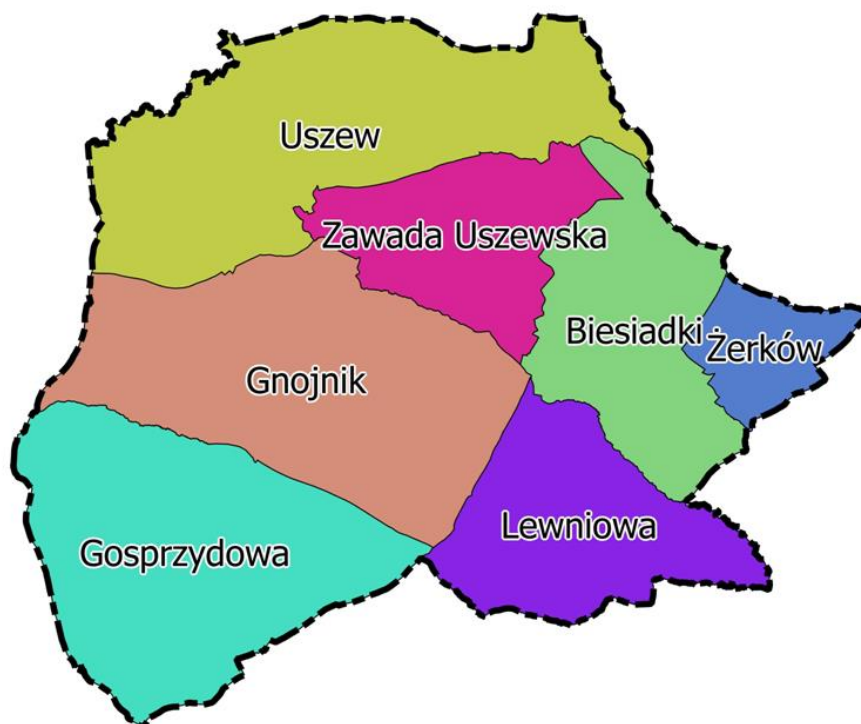 Uszew
Zawada Uszewska
Biesiadki
Żerków
Gnojnik
Lewniowa
Gosprzydowa